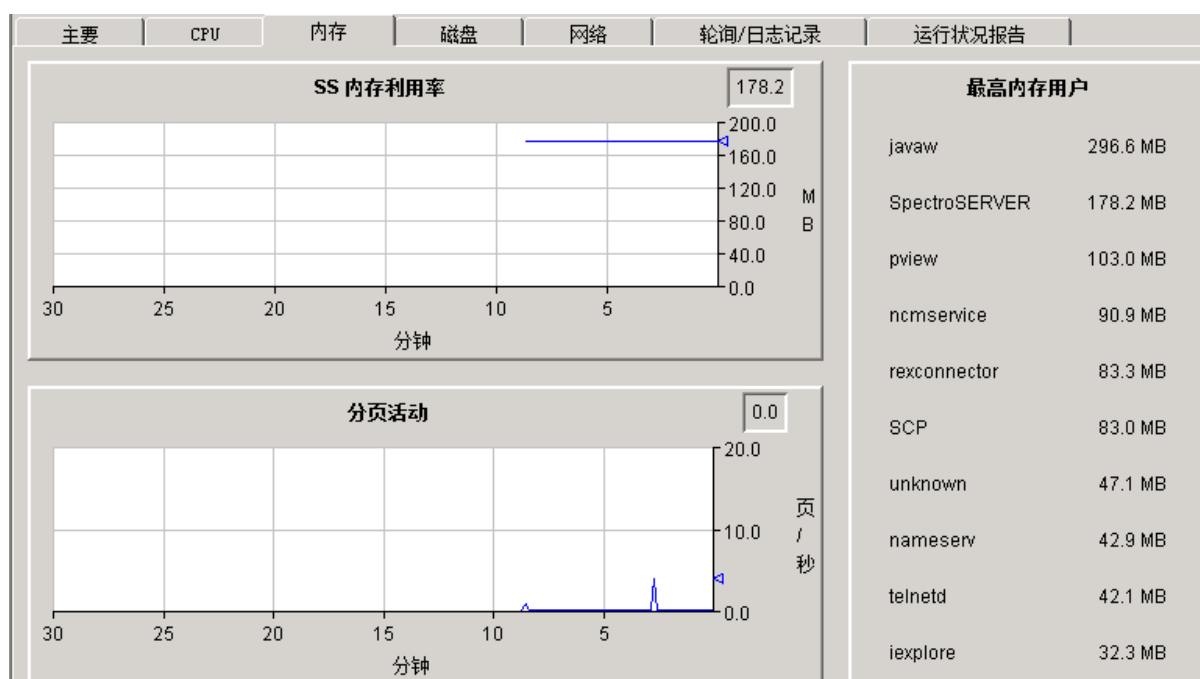 主要 CPU 内存 磁盘 网络 轮询/日志记录 运行状况报告
SS 内存利用率 178.2
200.0
160.0
120.0
80.0
40.0
0.0
MB
30 25 20 15 10 5
分钟
分页活动 0.0
20.0
10.0
0.0
页/秒
30 25 20 15 10 5
分钟
最高内存用户
javaw 296.6 MB
SpectroSERVER 178.2 MB
pview 103.0 MB
ncmservice 90.9 MB
rexconnector 83.3 MB
SCP 83.0 MB
unknown 47.1 MB
nameserv 42.9 MB
telnetd 42.1 MB
iexplore 32.3 MB